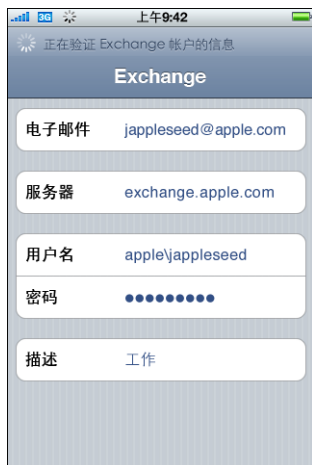 3G 上午9:42
正在验证 Exchange 帐户的信息
Exchange
电子邮件 jappleseed@apple.com
服务器 exchange.apple.com
用户名 apple\jappleseed
密码 ●●●●●●●●●
描述 工作